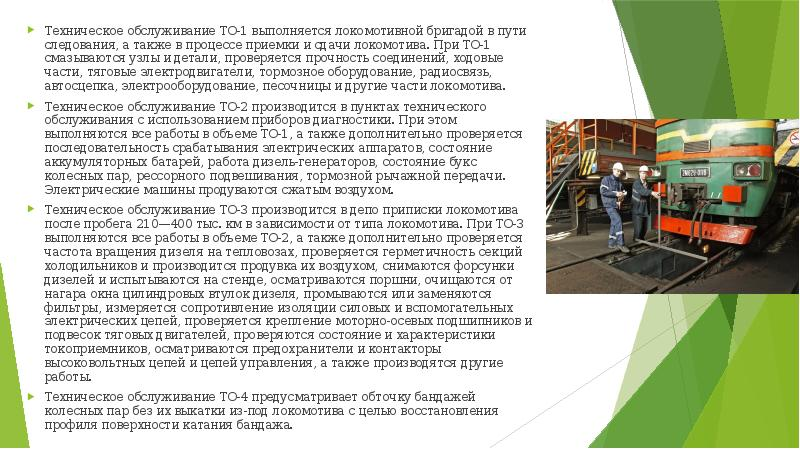 Техническое обслуживание ТО-1 выполняется локомотивной бригадой в пути
следования, а также в процессе приемки и сдачи локомотива. При ТО-1
смазываются узлы и детали, проверяется прочность соединений, ходовые
части, тяговые электродвигатели, тормозное оборудование, радиосвязь,
автосцепка, электрооборудование, песочницы и другие части локомотива.
Техническое обслуживание ТО-2 производится в пунктах технического
обслуживания с использованием приборов диагностики. При этом
выполняются все работы в объеме ТО-1, а также дополнительно проверяется
последовательность срабатывания электрических аппаратов, состояние
аккумуляторных батарей, работа дизель-генераторов, состояние букс
колесных пар, рессорного подвешивания, тормозной рычажной передачи.
Электрические машины продуваются сжатым воздухом.
Техническое обслуживание ТО-3 производится в депо приписки локомотива
после пробега 210—400 тыс. км в зависимости от типа локомотива. При ТО-3
выполняются все работы в объеме ТО-2, а также дополнительно проверяется
частота вращения дизеля на тепловозах, проверяется герметичность секций
холодильников и производится продувка их воздухом, снимаются форсунки
дизелей и испытываются на стенде, осматриваются поршни, очищаются от
нагара окна цилиндровых втулок дизеля, промываются или заменяются
фильтры, измеряется сопротивление изоляции силовых и вспомогательных
электрических цепей, проверяется крепление моторно-осевых подшипников и
подвесок тяговых двигателей, проверяются состояние и характеристики
токоприемников, осматриваются предохранители и контакторы
высоковольтных цепей и цепей управления, а также производятся другие
работы.
Техническое обслуживание ТО-4 предусматривает обточку бандажей
колесных пар без их выкатки из-под локомотива с целью восстановления
профиля поверхности катания бандажа.